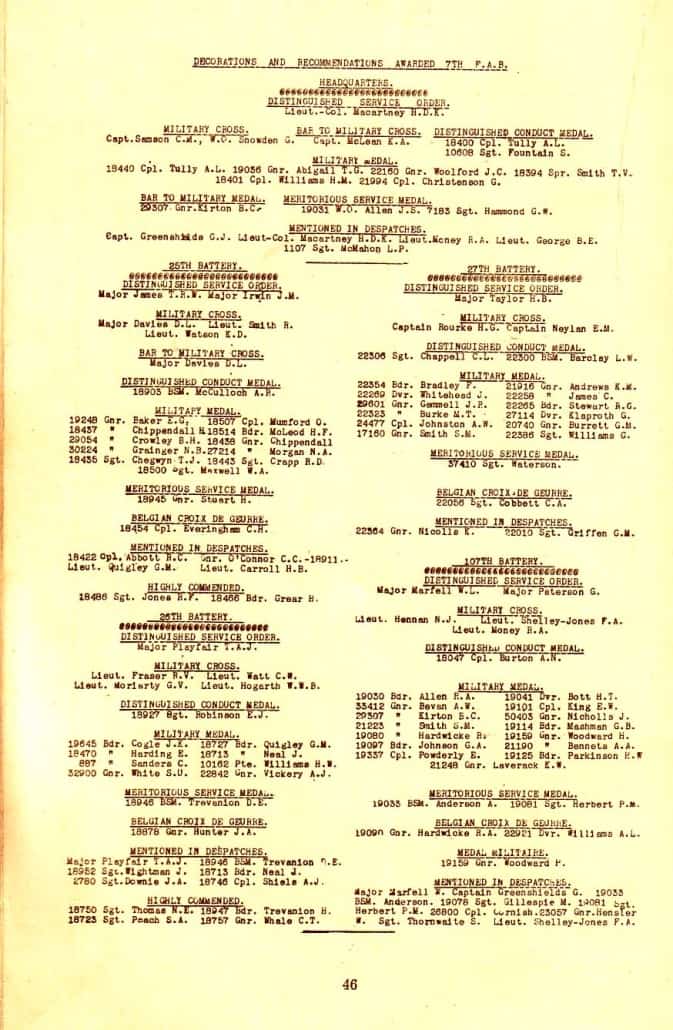 DECORATIONS AND RECOMMENDATIONS AWARDED 7TH F.A.B.
HEADQUARTERS.
@@@@@@@@@@@@@@@@@@@@@@@@@@
DISTINGUISHED SERVICE ORDER.
Lieut.-Col. Macartney H.D.K.
MILITARY CROSS. BAR TO MILITARY CROSS. DISTINGUISHED CONDUCT MEDAL.
Capt.Samson C.M., W.O. Snowden G. Capt. McLean K.A. 18400 Cpl. Tully A.L.
10608 Sgt. Fountain S.
MILITARY MEDAL.
18440 Cpl. Tully A.L. 19036 Gnr. Abigail T.G. 22160 Gnr. Woolford J.C. 18394 Spr. Smith T.V.
18401 Cpl. Williams H.M. 21994 Cpl. Christenson G.
BAR TO MILITARY MEDAL. MERITORIOUS SERVICE MEDAL.
29307 Gnr.Kirton S.C. 19031 W.O. Allen J.S. 7183 Sgt. Hammond G.W.
MENTIONED IN DESPATCHES.
Capt. Greenshields G.J. Lieut-Col. Macartney H.D.K. Lieut.Money R.A. Lieut. George B.E.
1107 Sgt. McMahon L.P.
25TH BATTERY.
@@@@@@@@@@@@@@@@@@@@@@@@@@
DISTINGUISHED SERVICE ORDER.
Major James T.R.W. Major Irwin J.M.
MILITARY CROSS.
Major Davies D.L. Lieut. Smith R.
Lieut. Watson K.D.
BAR TO MILITARY CROSS.
Major Davies D.L.
DISTINGUISHED CONDUCT MEDAL.
18903 BSM. McCulloch A.R.
MILITARY MEDAL.
19248 Gnr. Baker E.G, 18507 Cpl. Mumford O.
18437 " Chippendall R.18514 Bdr. McLeod H.F.
29054 " Crowley S.H. 18438 Gnr. Chippendall
30224 " Grainger N.B.27214 " Morgan N.A.
18435 Sgt. Chegwyn T.J. 18443 Sgt. Crapp R.D.
18500 Sgt. Maxwell W.A.
MERITORIOUS SERVICE MEDAL.
18945 Gnr. Stuart H.
BELGIAN CROIX DE GEURRE.
18454 Cpl. Everingham C.H.
MENTIONED IN DESPATCHES.
18422 Cpl. Abbott R.C. Gnr. O'Connor C.C.-18911.-
Lieut. Quigley G.M. Lieut. Carroll H.B.
HIGHLY COMMENDED.
18486 Sgt. Jones R.F. 18466 Bdr. Grear H.
26TH BATTERY.
@@@@@@@@@@@@@@@@@@@@@@@@@@
DISTINGUISHED SERVICE ORDER.
Major Playfair T.A.J.
MILITARY CROSS.
Lieut. Fraser R.V. Lieut. Watt C.W.
Lieut. Moriarty G.V. Lieut. Hogarth W.W.B.
DISTINGUISHED CONDUCT MEDAL.
18927 Sgt. Robinson E.J.
MILITARY MEDAL.
19645 Bdr. Cogle J.E. 18727 Bdr. Quigley G.M.
18470 " Harding E. 18713 " Neal J.
887 " Sanders C. 10162 Pte. Williams H.W.
32900 Gnr. White S.U. 22842 Gnr. Vickery A.J.
MERITORIOUS SERVICE MEDAL.
18946 BSM. Trevanion D.E.
BELGIAN CROIX DE GEURRE.
18878 Gnr. Hunter J.A.
MENTIONED IN DESPATCHES.
Major Playfair T.A.J. 18946 BSM. Trevanion D.E.
18952 Sgt.Wightman J. 18713 Bdr. Neal J.
2780 Sgt.Downie J.A. 18746 Cpl. Shiels A.J.
HIGHLY COMMENDED.
18750 Sgt. Thomas N.E. 18947 Bdr. Trevanion H.
18723 Sgt. Peach S.A. 18757 Gnr. Whale C.T.
27TH BATTERY.
@@@@@@@@@@@@@@@@@@@@@@@@@@
DISTINGUISHED SERVICE ORDER.
Major Taylor H.B.
MILITARY CROSS.
Captain Rourke H.G. Captain Neylan E.M.
DISTINGUISHED CONDUCT MEDAL.
22306 Sgt. Chappell C.L. 22300 BSM. Barclay L.W.
MILITARY MEDAL.
22354 Bdr. Bradley F. 21916 Gnr. Andrews K.M.
22269 Dvr. Whitehead J. 22258 " James C.
29601 Gnr. Gemmell J.R. 22265 Bdr. Stewart R.G.
22323 " Burke M.T. 27114 Dvr. Klaproth G.
24477 Cpl. Johnston A.W. 20740 Gnr. Burrett G.M.
17160 Gnr. Smith S.M. 22386 Sgt. Williams G.
MERITORIOUS SERVICE MEDAL.
37410 Sgt. Waterson.
BELGIAN CROIX DE GEURRE.
22056 Sgt. Cobbett C.A.
MENTIONED IN DESPATCHES.
22364 Gnr. Nicolls K. 22010 Sgt. Griffen G.M.
107TH BATTERY.
@@@@@@@@@@@@@@@@@@@@@@@@@@
DISTINGUISHED SERVICE ORDER.
Major Marfell W.L. Major Paterson G.
MILITARY CROSS.
Lieut. Hannan N.J. Lieut. Shelley-Jones F.A.
Lieut. Money R.A.
DISTINGUISHED CONDUCT MEDAL.
18047 Cpl. Burton A.N.
MILITARY MEDAL.
19030 Bdr. Allen R.A. 19041 Dvr. Bott H.T.
33412 Gnr. Bevan A.W. 19191 Cpl. King E.W.
29307 " Kirton S.C. 50403 Gnr. Nicholls J.
21223 " Smith S.M. 19114 Bdr. Mashman G.B.
19080 " Hardwicke R. 19159 Gnr. Woodward H.
19097 Bdr. Johnson G.A. 21190 " Bennets A.A.
19337 Cpl. Powderly E. 19125 Bdr. Parkinson H.W
21248 Gnr. Laverack K.W.
MERITORIOUS SERVICE MEDAL.
19033 BSM. Anderson A. 19081 Sgt. Herbert P.M.
BELGIAN CROIX DE GEURRE.
19090 Gnr. Hardwicke R.A. 22921 Dvr. Williams A.L.
MEDAL MILITAIRE.
19159 Gnr. Woodward H.
MENTIONED IN DESPATCHES.
Major Marfell W. Captain Greenshields G. 19033
BSM. Anderson. 19078 Sgt. Gillespie M. 19081 Sgt.
Herbert P.M. 26800 Cpl. Cornish.23057 Gnr.Hensler
W. Sgt. Thornwaite S. Lieut. Shelley-Jones F.A.
46